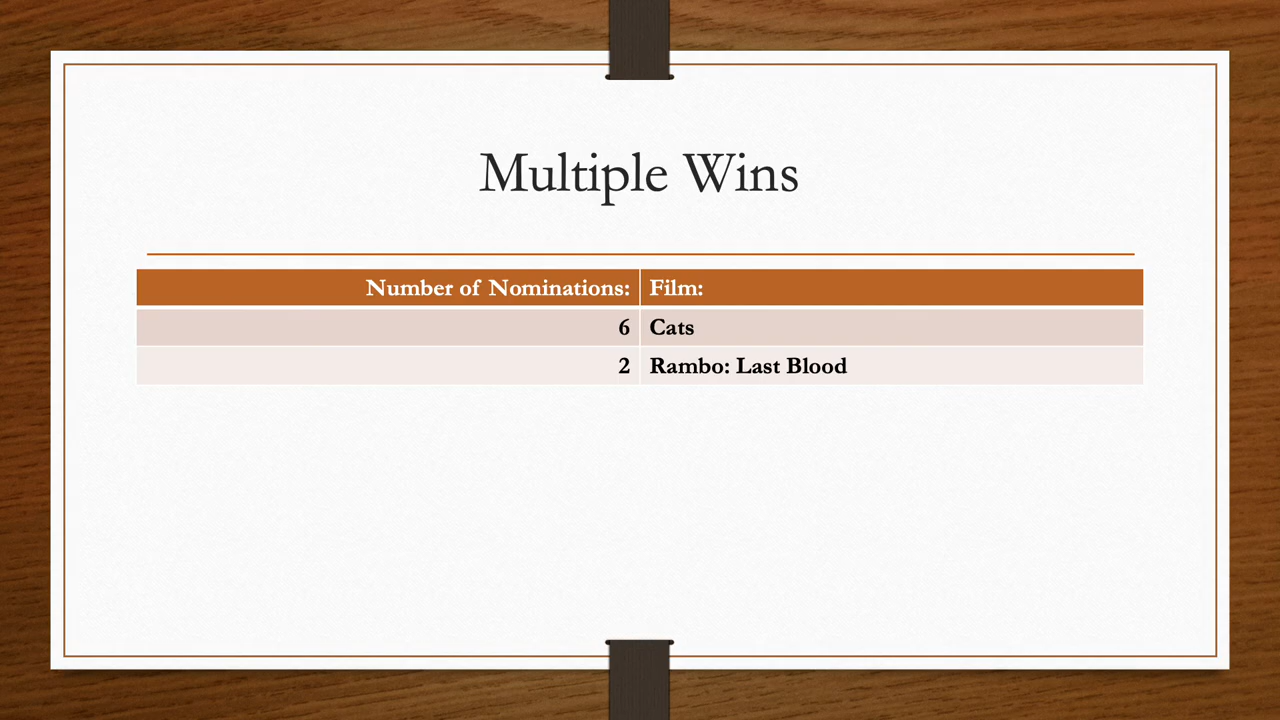 Multiple Wins
Number of Nominations: Film:
6 Cats
2 Rambo: Last Blood